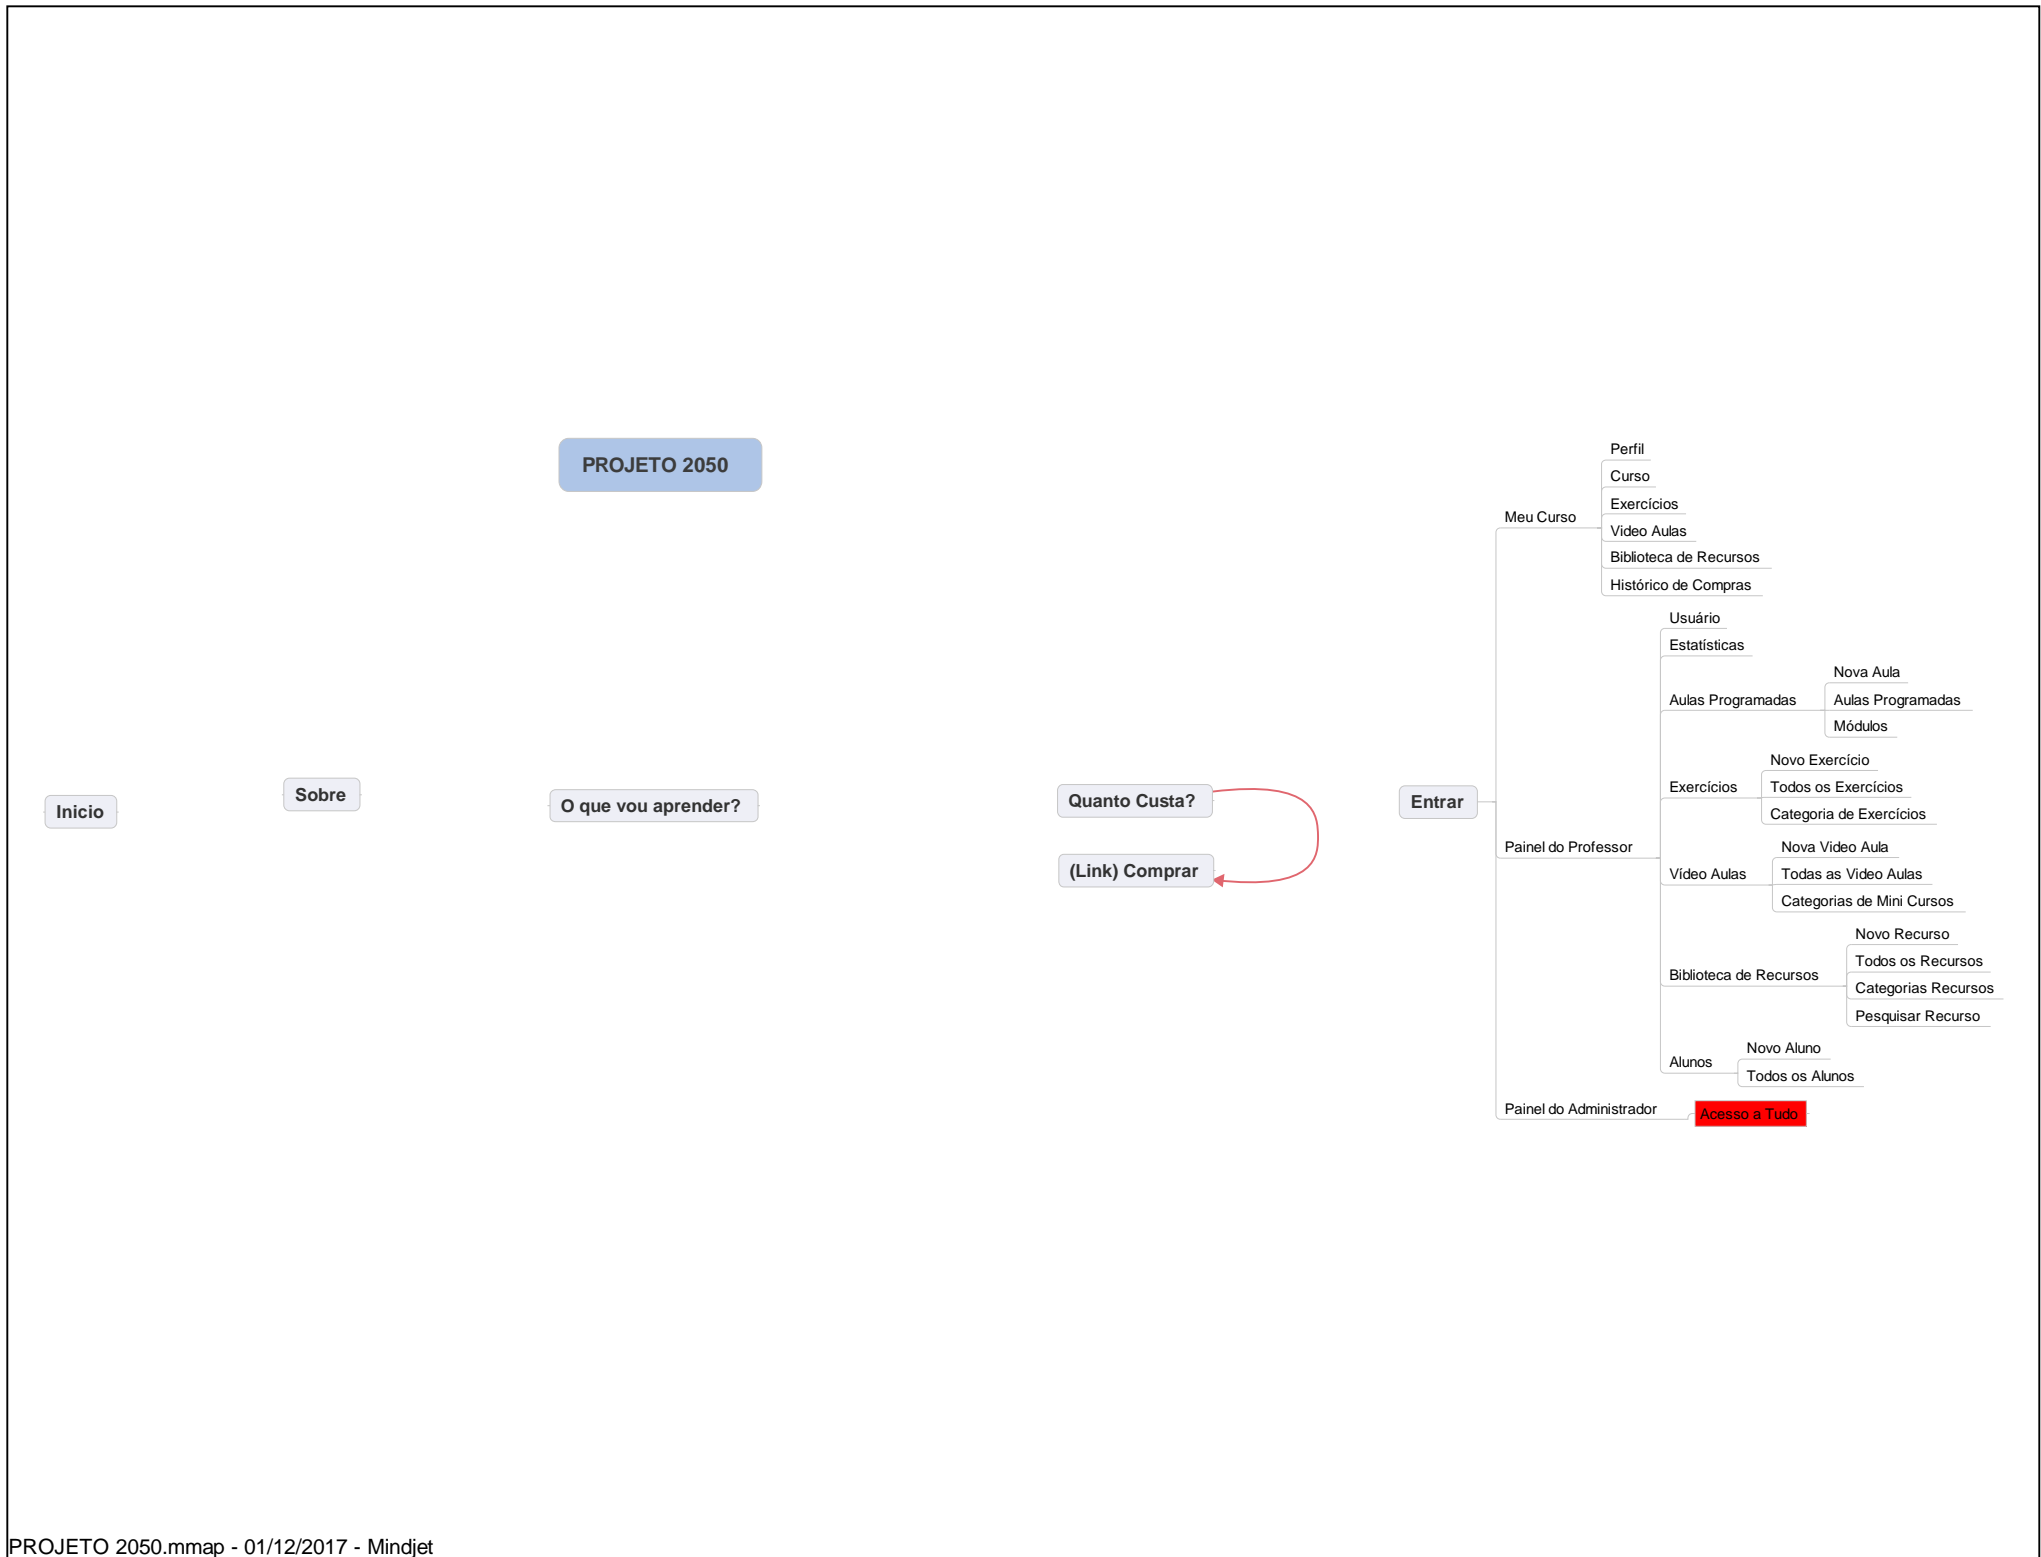 PROJETO 2050
Inicio
Sobre
O que vou aprender?
Quanto Custa?
(Link) Comprar
Entrar
Meu Curso
Perfil
Curso
Exercícios
Video Aulas
Biblioteca de Recursos
Histórico de Compras
Painel do Professor
Usuário
Estatísticas
Aulas Programadas
Nova Aula
Aulas Programadas
Módulos
Exercícios
Novo Exercício
Todos os Exercícios
Categoria de Exercícios
Vídeo Aulas
Nova Video Aula
Todas as Video Aulas
Categorias de Mini Cursos
Biblioteca de Recursos
Novo Recurso
Todos os Recursos
Categorias Recursos
Pesquisar Recurso
Alunos
Novo Aluno
Todos os Alunos
Painel do Administrador
Acesso a Tudo
PROJETO 2050.mmap - 01/12/2017 - Mindjet